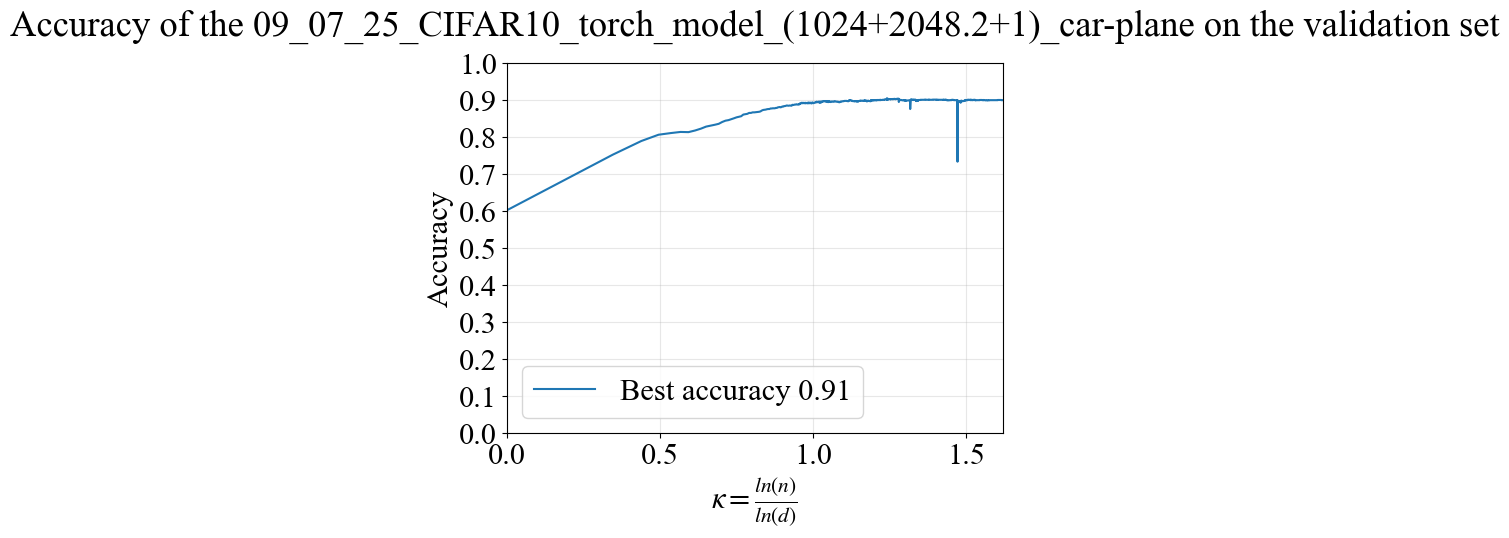 Accuracy of the 09_07_25_CIFAR10_torch_model_(1024+2048.2+1)_car-plane on the validation set
1.0
0.9
0.8
0.7
0.6
0.5
0.4
0.3
0.2
0.1
0.0
Accuracy
Best accuracy 0.91
0.0 0.5 1.0 1.5
κ = ln(n)/ln(d)